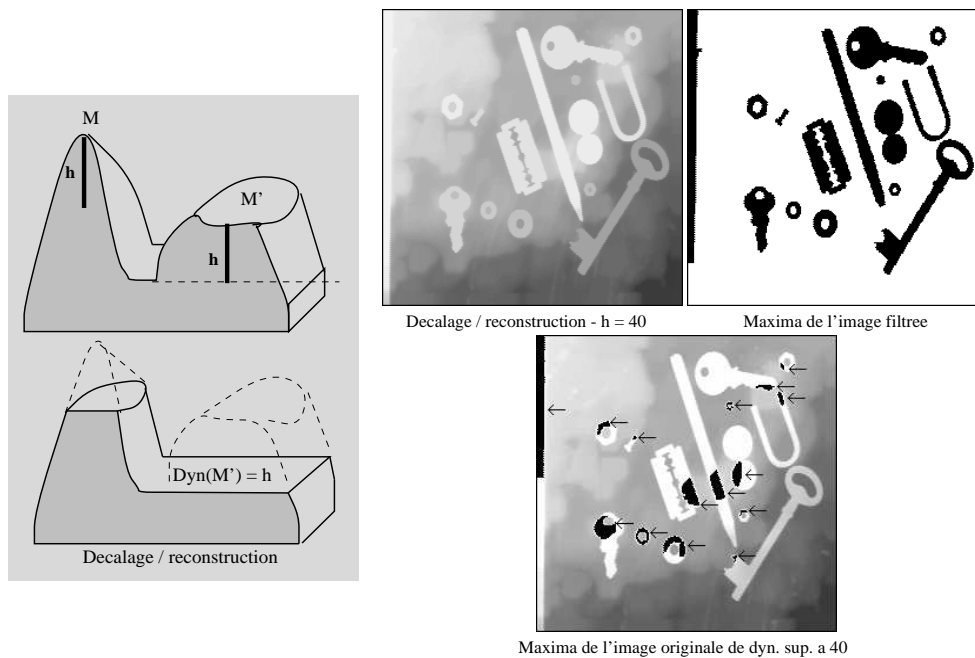 M
h
M'
h
Dyn(M') = h
Decalage / reconstruction
Decalage / reconstruction - h = 40
Maxima de l'image filtree
Maxima de l'image originale de dyn. sup. a 40